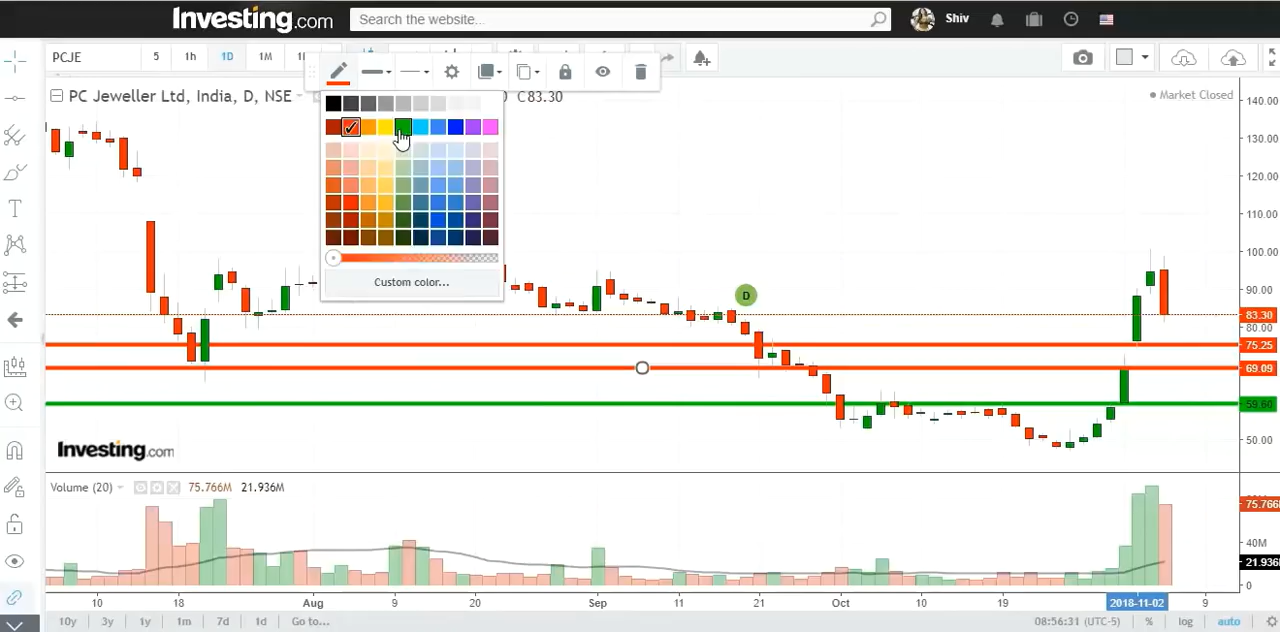 Investing.com
Search the website...
Shiv
PCJE
5
1h
1D
1M
PC Jeweller Ltd, India, D, NSE
C83.30
Market Closed
Custom color...
D
140.00
130.00
120.00
110.00
100.00
90.00
83.30
80.00
75.25
69.09
59.60
50.00
Investing.com
Volume (20)
75.766M
21.936M
75.766
40M
21.936
0
10
18
Aug
9
20
Sep
11
21
Oct
10
19
2018-11-02
9
10y
3y
1y
1m
7d
1d
Go to...
08:56:31 (UTC-5)
%
log
auto